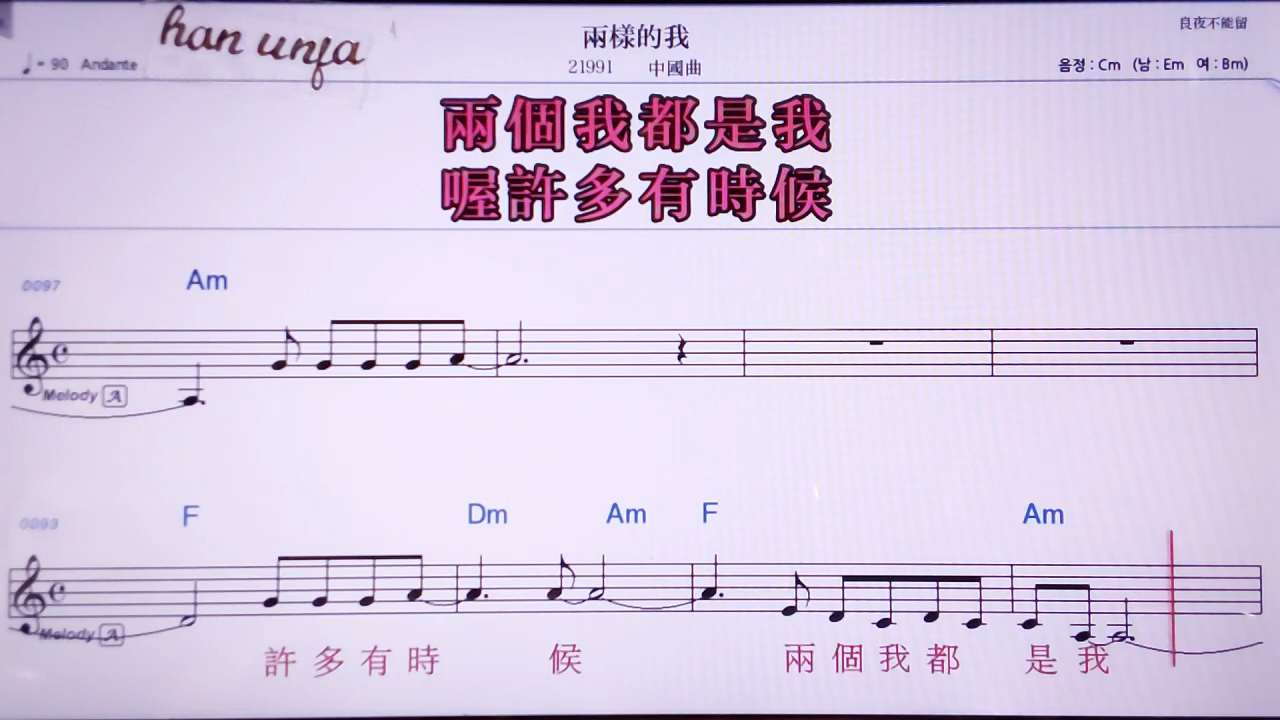 han unja
兩樣的我
良夜不能留
♩= 90 Andante
21991 中國曲
음정 : Cm (남 : Em 여 : Bm)
兩個我都是我
喔許多有時候
0097
Am
Melody A
0093
F Dm Am F Am
Melody A
許多有時候 兩個我都是我